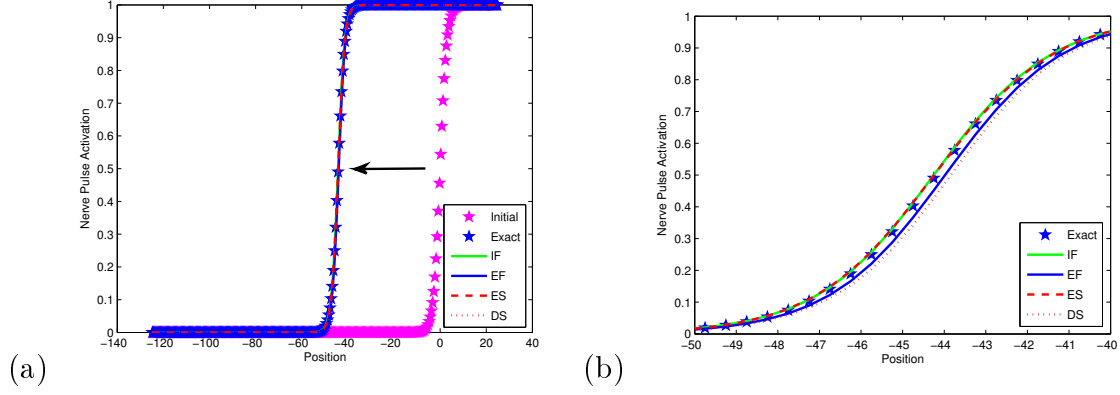 1
0.9
0.8
0.7
0.6
0.5
0.4
0.3
0.2
0.1
0
Nerve Pulse Activation
−140 −120 −100 −80 −60 −40 −20 0 20 40
Position
Initial
Exact
IF
EF
ES
DS
(a)
1
0.9
0.8
0.7
0.6
0.5
0.4
0.3
0.2
0.1
0
Nerve Pulse Activation
−50 −49 −48 −47 −46 −45 −44 −43 −42 −41 −40
Position
Exact
IF
EF
ES
DS
(b)